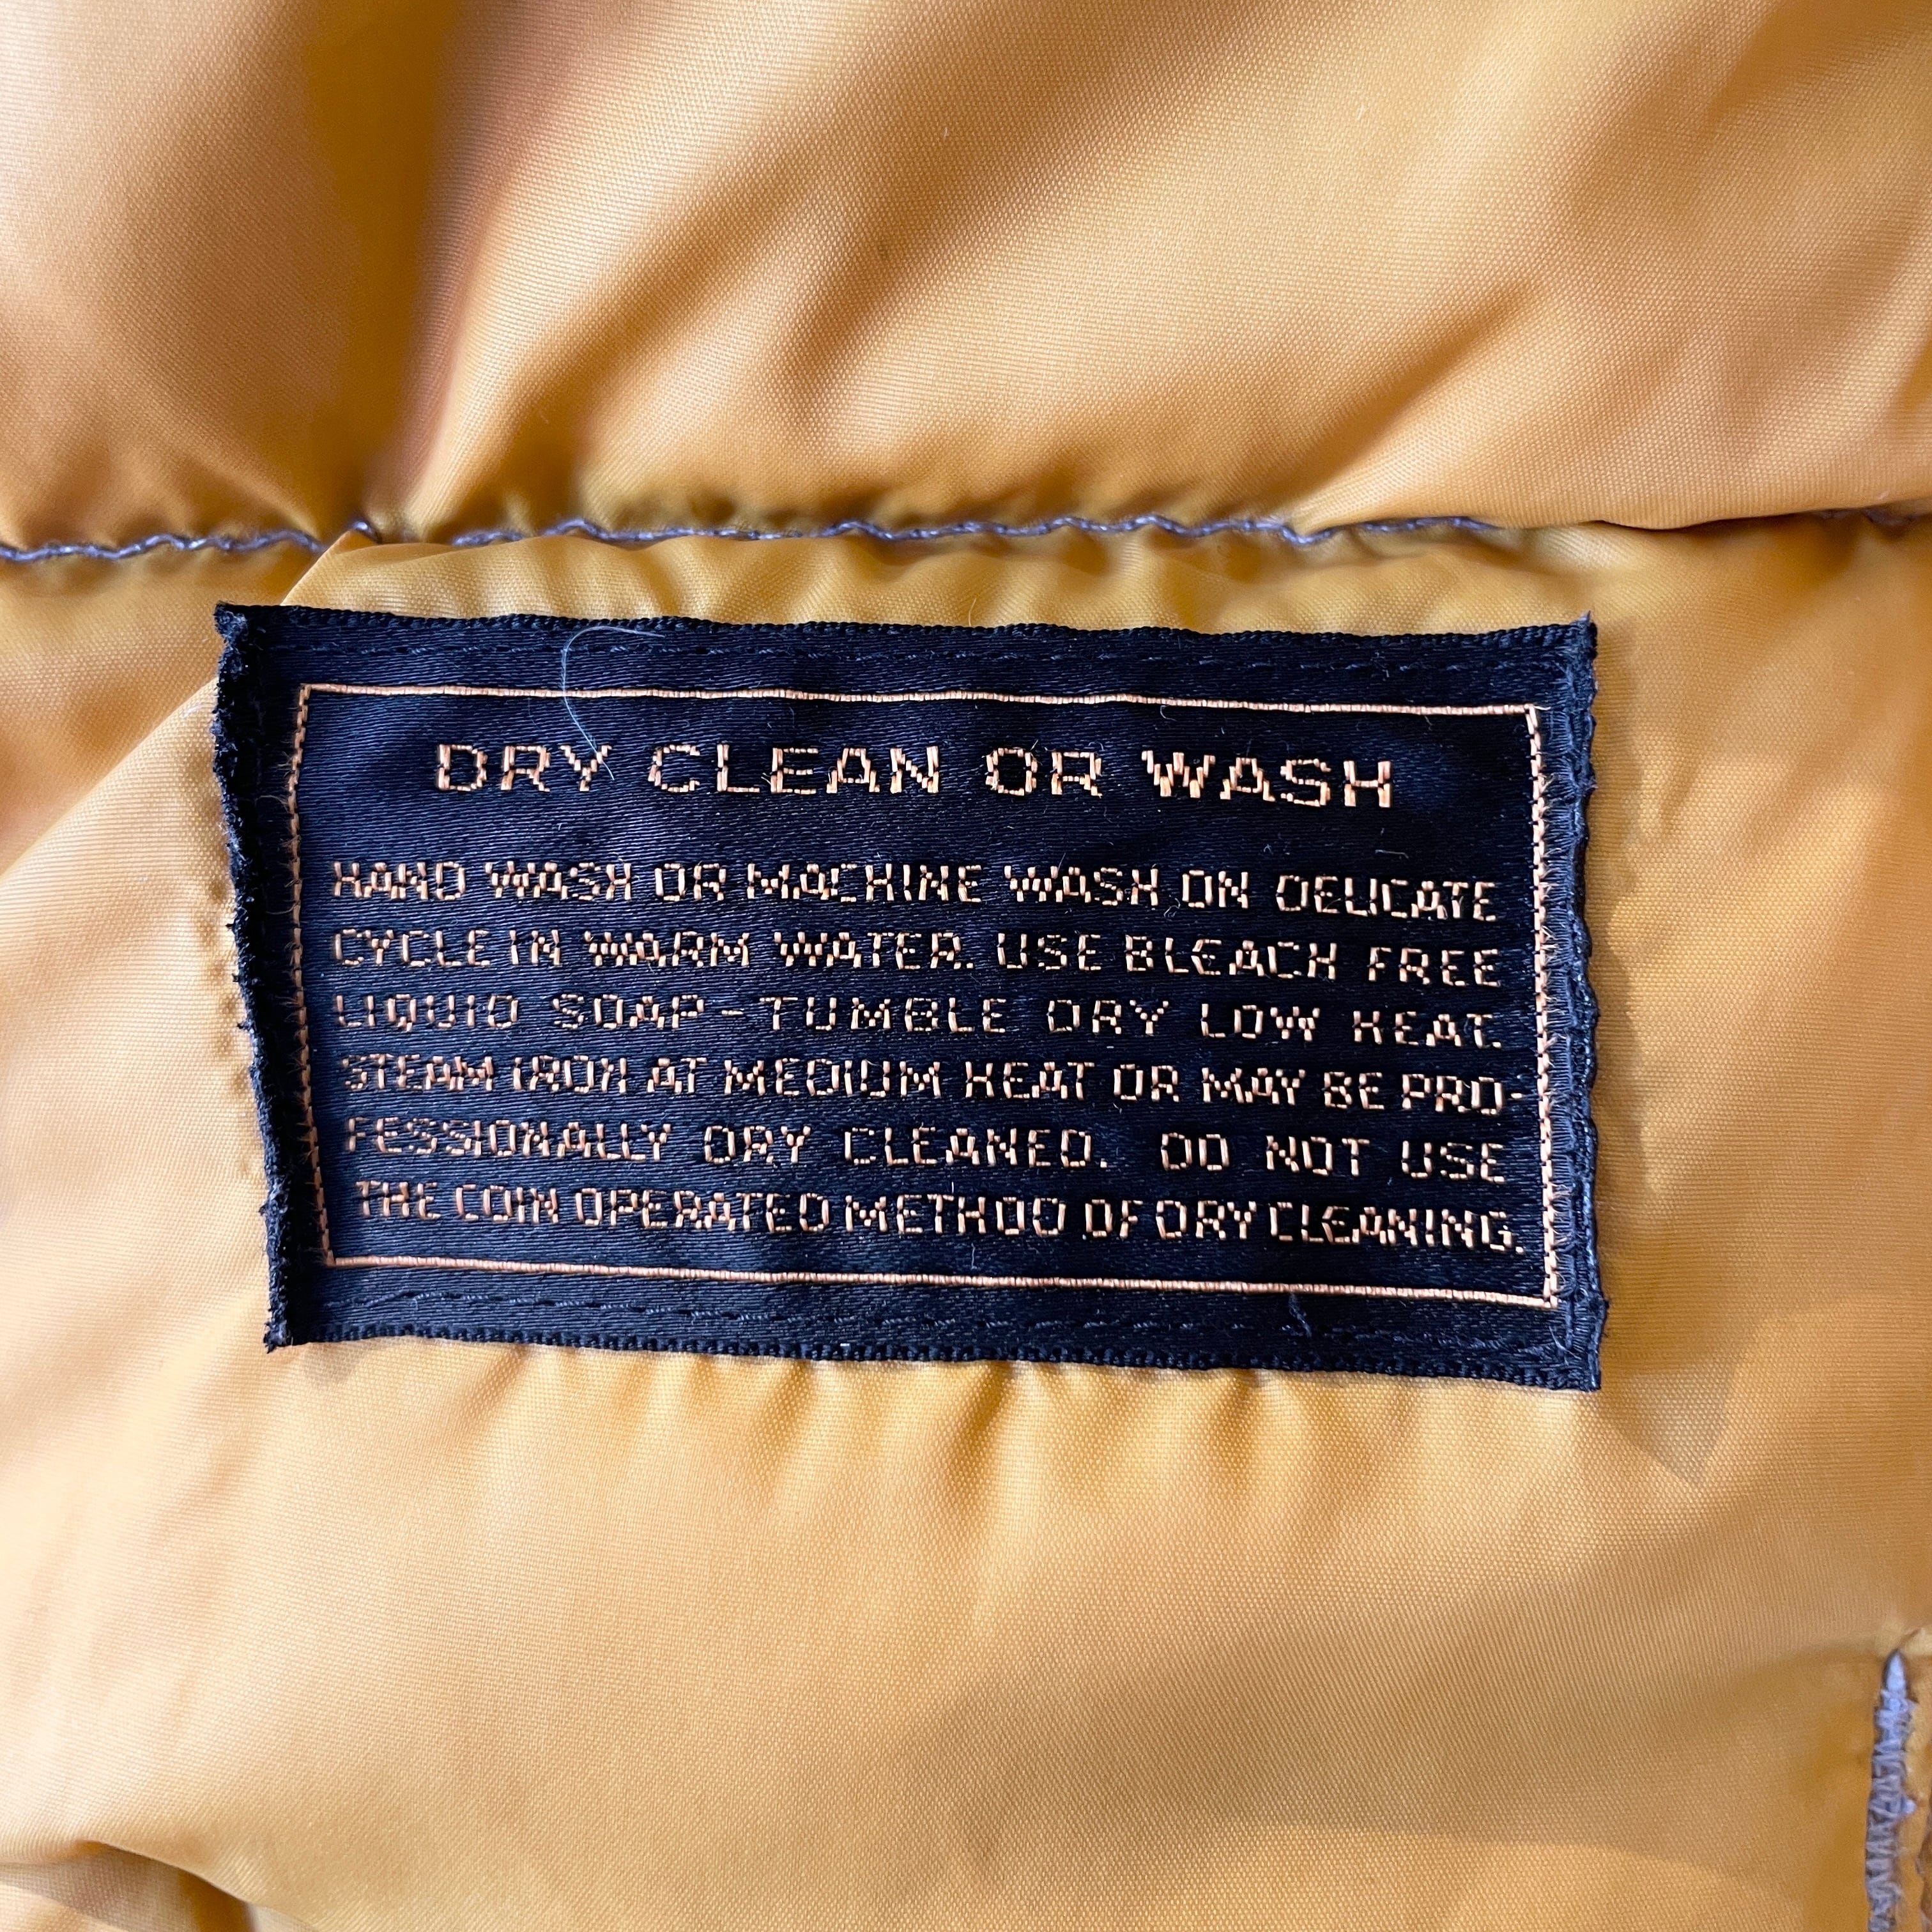 DRY CLEAN OR WASH
HAND WASH OR MACHINE WASH ON DELICATE
CYCLE IN WARM WATER. USE BLEACH FREE
LIQUID SOAP - TUMBLE DRY LOW HEAT.
STEAM IRON AT MEDIUM HEAT OR MAY BE PRO-
FESSIONALLY DRY CLEANED. DO NOT USE
THE COIN OPERATED METHOD OF DRY CLEANING.